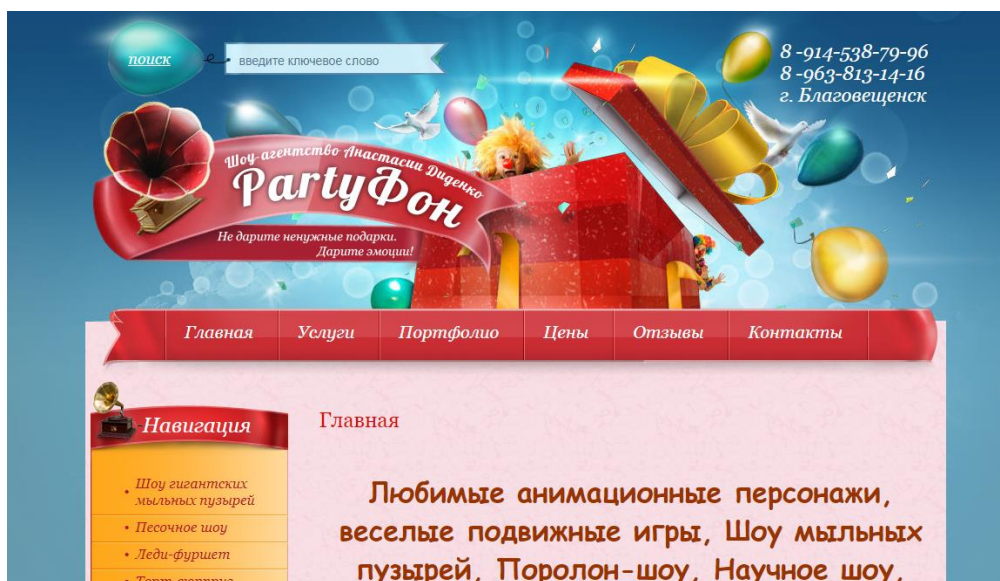 поиск
введите ключевое слово
8 -914-538-79-96
8 -963-813-14-16
г. Благовещенск
Шоу-агентство Анастасии Диденко
PartyФон
Не дарите ненужные подарки.
Дарите эмоции!
Главная Услуги Портфолио Цены Отзывы Контакты
Навигация
Главная
• Шоу гигантских
мыльных пузырей
• Песочное шоу
• Леди-фуршет
Любимые анимационные персонажи,
веселые подвижные игры, Шоу мыльных
пузырей, Поролон-шоу, Научное шоу,